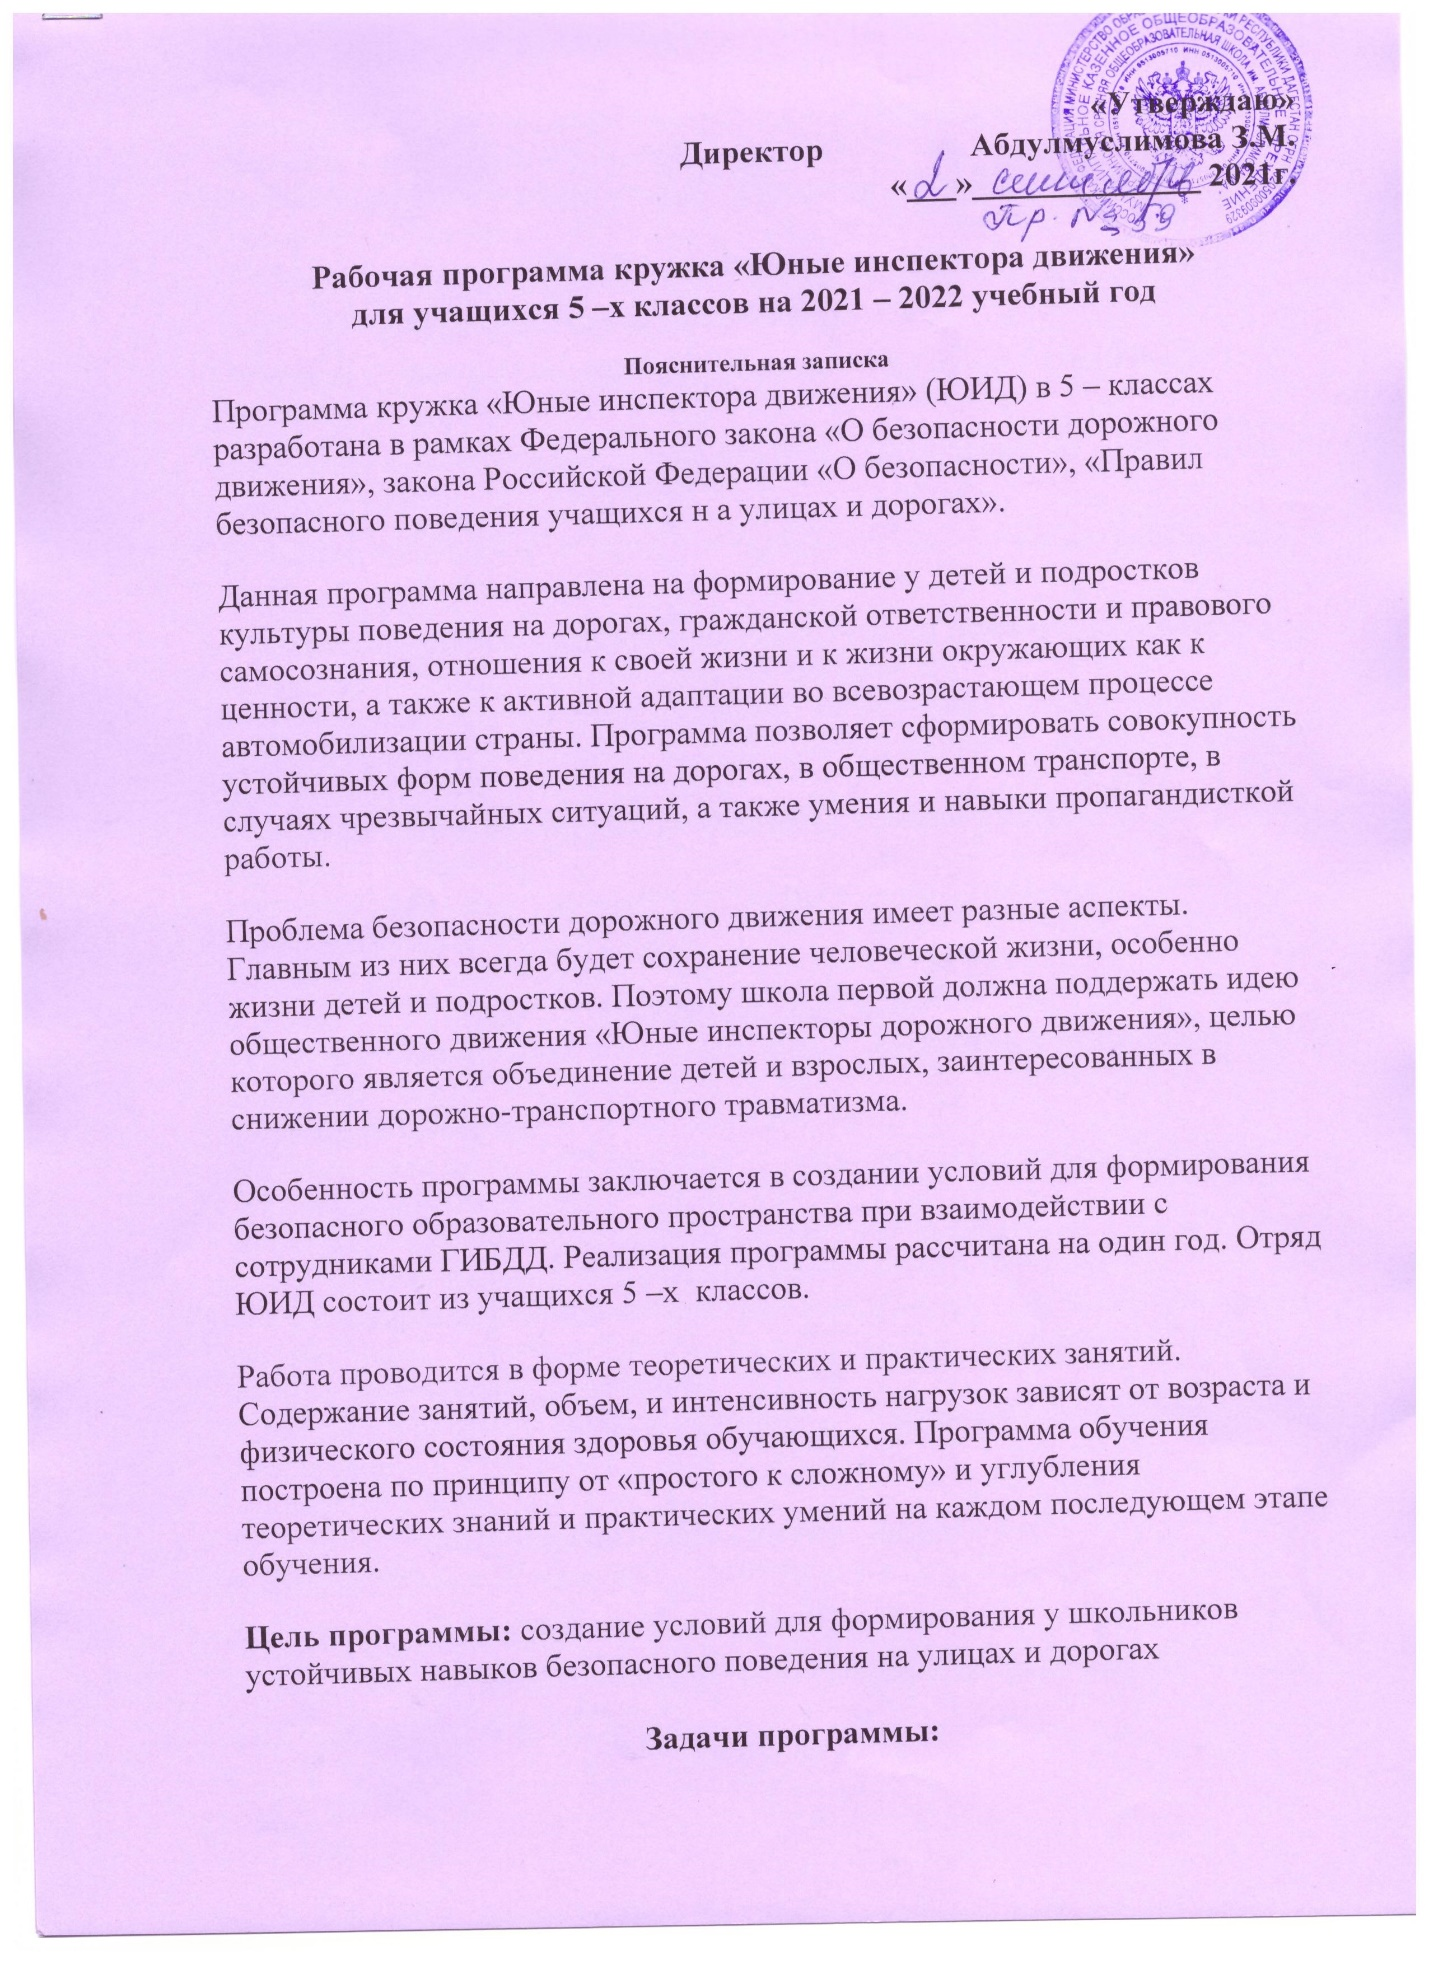 «Утверждаю»
Директор Абдулмуслимова З.М.
«2» сентября 2021г.
Пр. № 59
Рабочая программа кружка «Юные инспектора движения»
для учащихся 5 –х классов на 2021 – 2022 учебный год
Пояснительная записка
Программа кружка «Юные инспектора движения» (ЮИД) в 5 – классах
разработана в рамках Федерального закона «О безопасности дорожного
движения», закона Российской Федерации «О безопасности», «Правил
безопасного поведения учащихся н а улицах и дорогах».
Данная программа направлена на формирование у детей и подростков
культуры поведения на дорогах, гражданской ответственности и правового
самосознания, отношения к своей жизни и к жизни окружающих как к
ценности, а также к активной адаптации во всевозрастающем процессе
автомобилизации страны. Программа позволяет сформировать совокупность
устойчивых форм поведения на дорогах, в общественном транспорте, в
случаях чрезвычайных ситуаций, а также умения и навыки пропагандисткой
работы.
Проблема безопасности дорожного движения имеет разные аспекты.
Главным из них всегда будет сохранение человеческой жизни, особенно
жизни детей и подростков. Поэтому школа первой должна поддержать идею
общественного движения «Юные инспекторы дорожного движения», целью
которого является объединение детей и взрослых, заинтересованных в
снижении дорожно-транспортного травматизма.
Особенность программы заключается в создании условий для формирования
безопасного образовательного пространства при взаимодействии с
сотрудниками ГИБДД. Реализация программы рассчитана на один год. Отряд
ЮИД состоит из учащихся 5 –х классов.
Работа проводится в форме теоретических и практических занятий.
Содержание занятий, объем, и интенсивность нагрузок зависят от возраста и
физического состояния здоровья обучающихся. Программа обучения
построена по принципу от «простого к сложному» и углубления
теоретических знаний и практических умений на каждом последующем этапе
обучения.
Цель программы: создание условий для формирования у школьников
устойчивых навыков безопасного поведения на улицах и дорогах
Задачи программы: